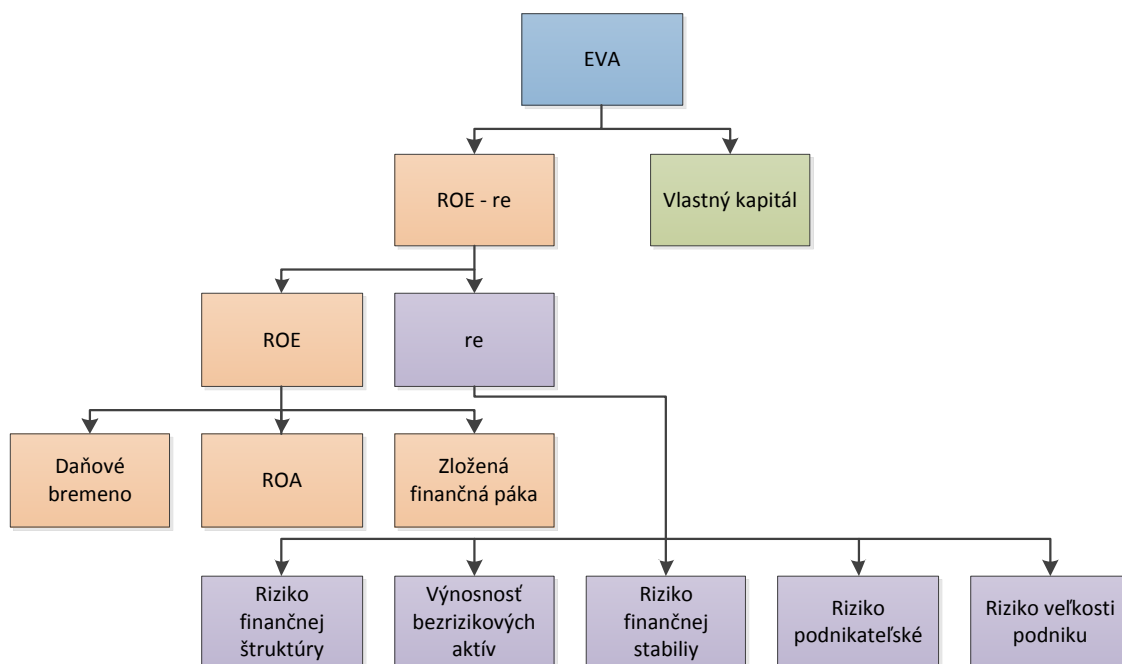 EVA
ROE - re
Vlastný kapitál
ROE
re
Daňové
bremeno
ROA
Zložená
finančná páka
Riziko
finančnej
štruktúry
Výnosnosť
bezrizikových
aktív
Riziko
finančnej
stabiliy
Riziko
podnikateľské
Riziko veľkosti
podniku